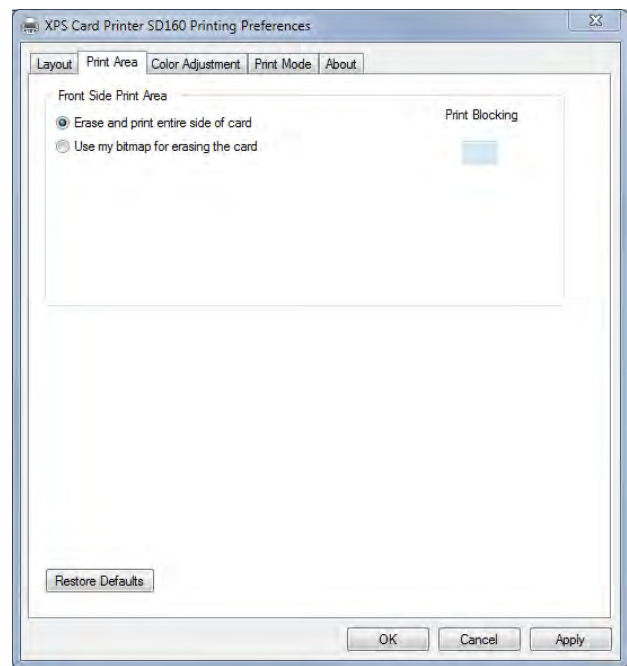 XPS Card Printer SD160 Printing Preferences
Layout Print Area Color Adjustment Print Mode About
Front Side Print Area
Erase and print entire side of card
Print Blocking
Use my bitmap for erasing the card
Restore Defaults
OK Cancel Apply